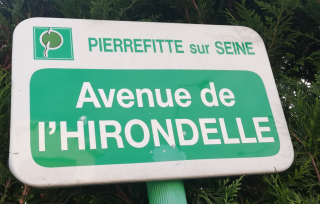 PIERREFITTE sur SEINE
Avenue de
l'HIRONDELLE